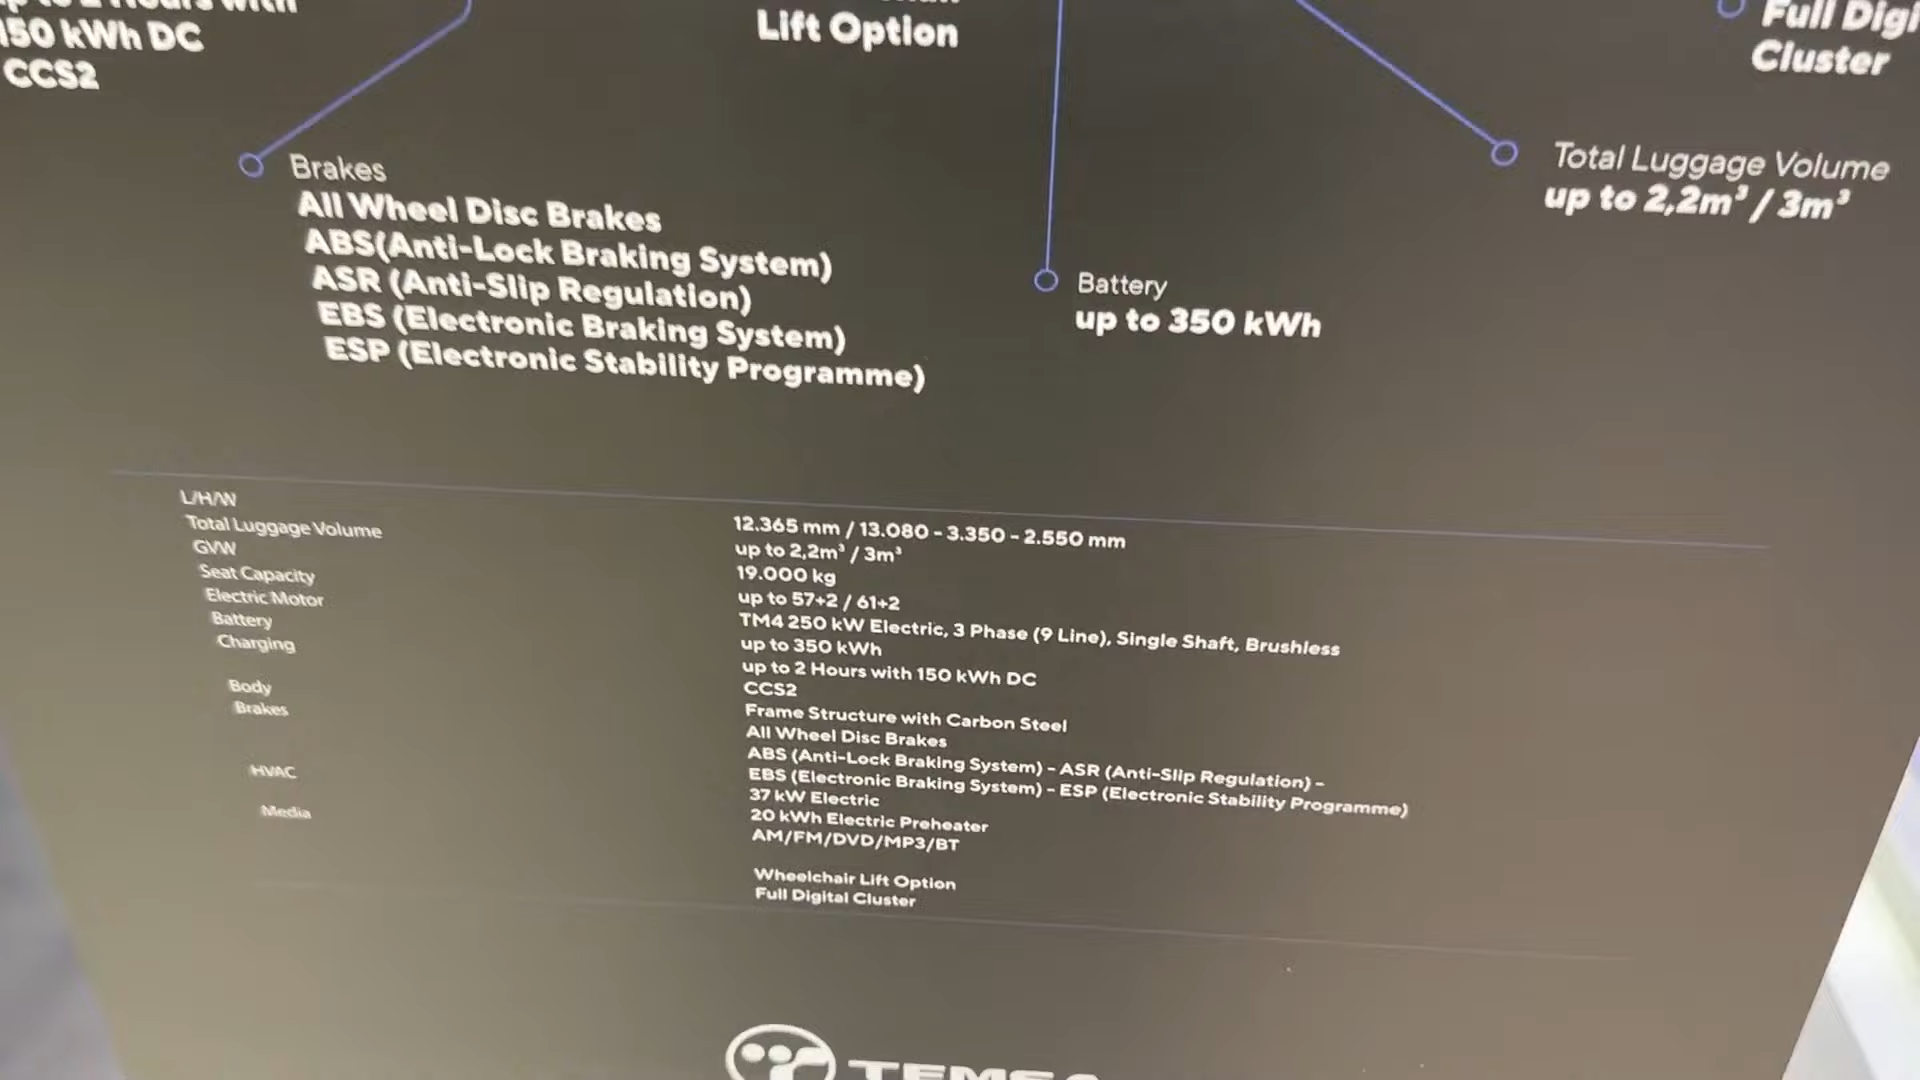 150 kWh DC
CCS2
Lift Option
Full Digi
Cluster
Brakes
All Wheel Disc Brakes
ABS(Anti-Lock Braking System)
ASR (Anti-Slip Regulation)
EBS (Electronic Braking System)
ESP (Electronic Stability Programme)
Battery
up to 350 kWh
Total Luggage Volume
up to 2,2m³ / 3m³
L/H/W
12.365 mm / 13.080 - 3.350 - 2.550 mm
Total Luggage Volume
up to 2,2m³ / 3m³
GVW
19.000 kg
Seat Capacity
up to 57+2 / 61+2
Electric Motor
TM4 250 kW Electric, 3 Phase (9 Line), Single Shaft, Brushless
Battery
up to 350 kWh
Charging
up to 2 Hours with 150 kWh DC
CCS2
Body
Frame Structure with Carbon Steel
Brakes
All Wheel Disc Brakes
ABS (Anti-Lock Braking System) - ASR (Anti-Slip Regulation) -
EBS (Electronic Braking System) - ESP (Electronic Stability Programme)
HVAC
37 kW Electric
20 kWh Electric Preheater
Media
AM/FM/DVD/MP3/BT
Wheelchair Lift Option
Full Digital Cluster